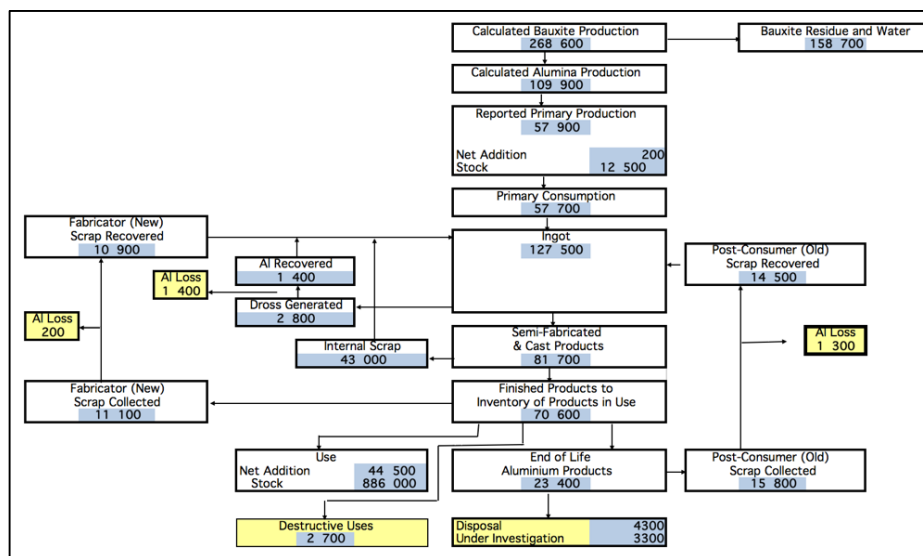 Calculated Bauxite Production
268 600
Bauxite Residue and Water
158 700
Calculated Alumina Production
109 900
Reported Primary Production
57 900
Net Addition 200
Stock 12 500
Primary Consumption
57 700
Fabricator (New)
Scrap Recovered
10 900
Ingot
127 500
Post-Consumer (Old)
Scrap Recovered
14 500
Al Recovered
1 400
Al Loss
1 400
Dross Generated
2 800
Al Loss
200
Al Loss
1 300
Internal Scrap
43 000
Semi-Fabricated
& Cast Products
81 700
Fabricator (New)
Scrap Collected
11 100
Finished Products to
Inventory of Products in Use
70 600
Use
Net Addition 44 500
Stock 886 000
End of Life
Aluminium Products
23 400
Post-Consumer (Old)
Scrap Collected
15 800
Destructive Uses
2 700
Disposal 4300
Under Investigation 3300